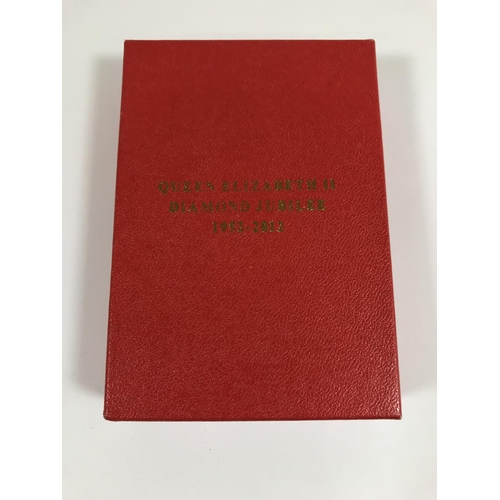 QUEEN ELIZABETH II
DIAMOND JUBILEE
1952-2012